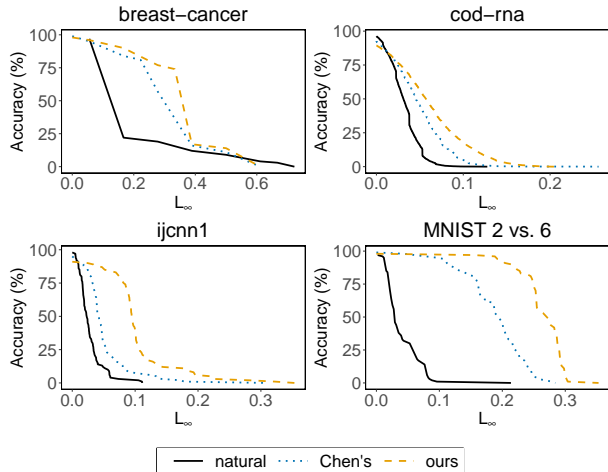 breast−cancer
Accuracy (%)
100
75
50
25
0
0.0 0.2 0.4 0.6
L∞
cod−rna
Accuracy (%)
100
75
50
25
0
0.0 0.1 0.2
L∞
ijcnn1
Accuracy (%)
100
75
50
25
0
0.0 0.1 0.2 0.3
L∞
MNIST 2 vs. 6
Accuracy (%)
100
75
50
25
0
0.0 0.1 0.2 0.3
L∞
natural Chen's ours